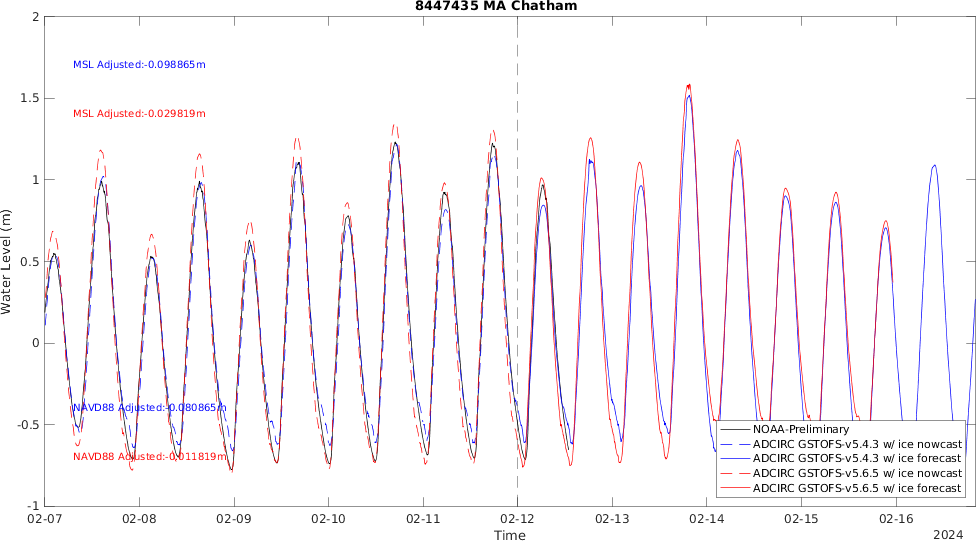 8447435 MA Chatham
2
1.5
1
0.5
0
-0.5
-1
Water Level (m)
MSL Adjusted:-0.098865m
MSL Adjusted:-0.029819m
NAVD88 Adjusted:-0.080865m
NAVD88 Adjusted:-0.011819m
NOAA-Preliminary
ADCIRC GSTOFS-v5.4.3 w/ ice nowcast
ADCIRC GSTOFS-v5.4.3 w/ ice forecast
ADCIRC GSTOFS-v5.6.5 w/ ice nowcast
ADCIRC GSTOFS-v5.6.5 w/ ice forecast
02-07 02-08 02-09 02-10 02-11 02-12 02-13 02-14 02-15 02-16
Time
2024